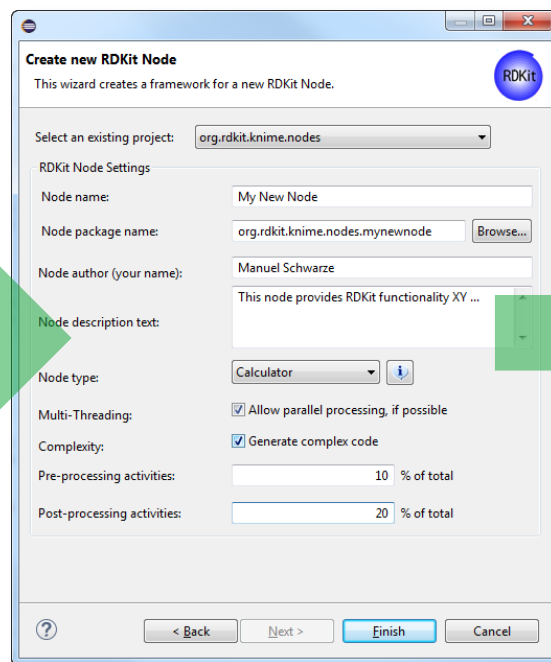 Create new RDKit Node
This wizard creates a framework for a new RDKit Node.
RDKit
Select an existing project: org.rdkit.knime.nodes
RDKit Node Settings
Node name: My New Node
Node package name: org.rdkit.knime.nodes.mynewnode Browse...
Node author (your name): Manuel Schwarze
Node description text: This node provides RDKit functionality XY ...
Node type: Calculator
Multi-Threading: Allow parallel processing, if possible
Complexity: Generate complex code
Pre-processing activities: 10 % of total
Post-processing activities: 20 % of total
? < Back Next > Finish Cancel